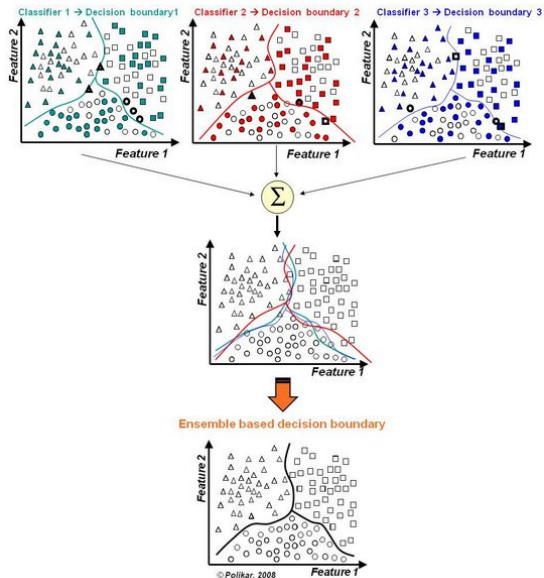 Classifier 1 → Decision boundary1
Classifier 2 → Decision boundary 2
Classifier 3 → Decision boundary 3
Feature 2
Feature 1
Feature 2
Feature 1
Feature 2
Feature 1
Σ
Feature 2
Feature 1
Ensemble based decision boundary
Feature 2
Feature 1
© Polikar, 2008